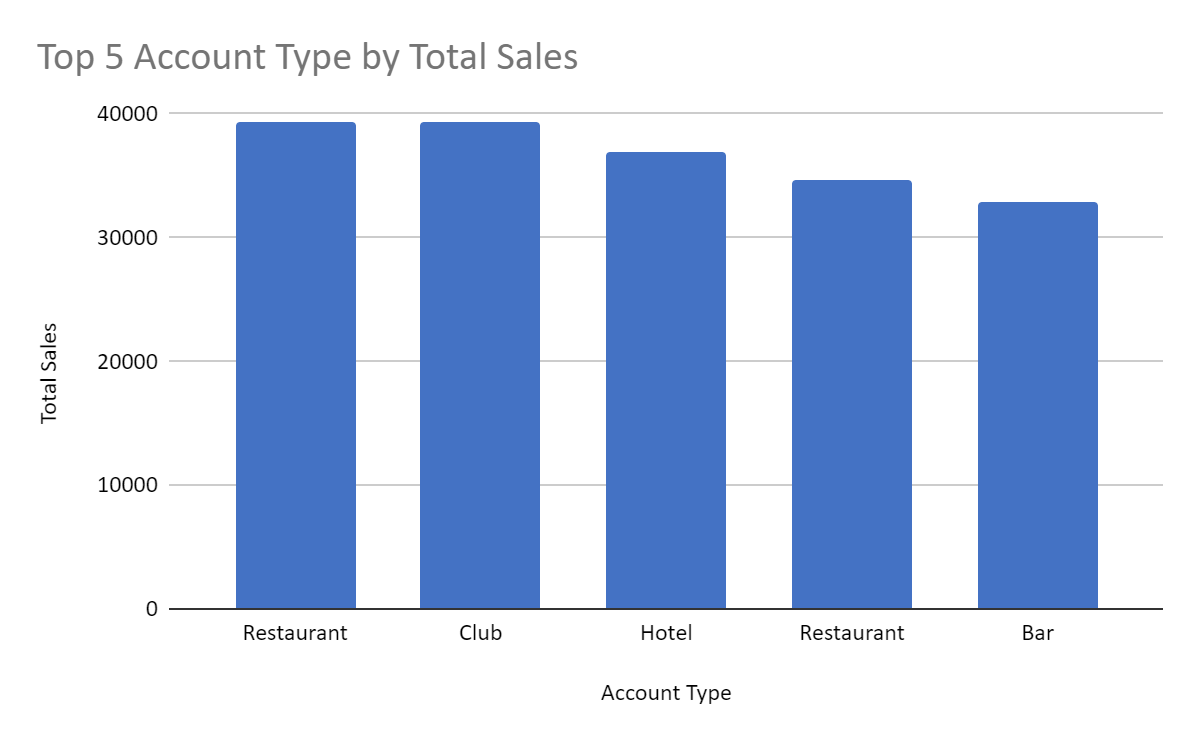 Top 5 Account Type by Total Sales
40000
30000
20000
10000
0
Total Sales
Restaurant Club Hotel Restaurant Bar
Account Type